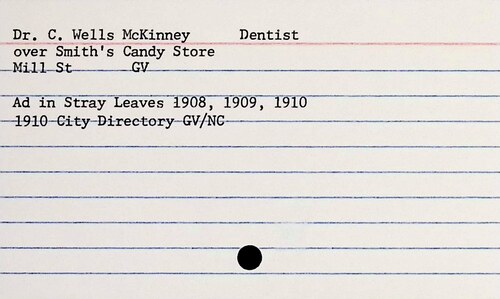 Dr. C. Wells McKinney Dentist
over Smith's Candy Store
Mill St GV
Ad in Stray Leaves 1908, 1909, 1910
1910 City Directory GV/NC